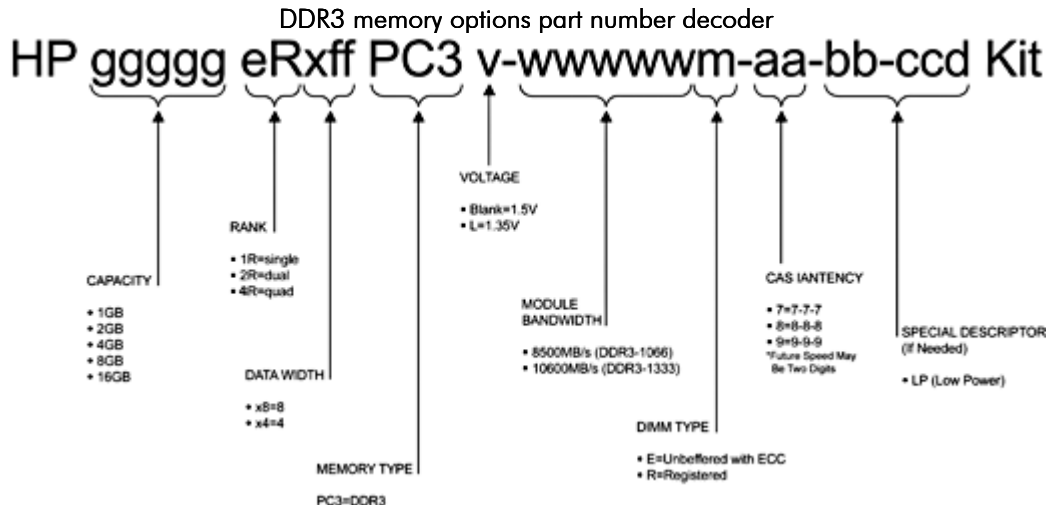 DDR3 memory options part number decoder
HP ggggg eRxff PC3 v-wwwwwm-aa-bb-ccd Kit
CAPACITY
• 1GB
• 2GB
• 4GB
• 8GB
• 16GB
RANK
• 1R=single
• 2R=dual
• 4R=quad
DATA WIDTH
• x8=8
• x4=4
MEMORY TYPE
PC3=DDR3
VOLTAGE
• Blank=1.5V
• L=1.35V
MODULE
BANDWIDTH
• 8500MB/s (DDR3-1066)
• 10600MB/s (DDR3-1333)
DIMM TYPE
• E=Unbeffered with ECC
• R=Registered
CAS IANTENCY
• 7=7-7-7
• 8=8-8-8
• 9=9-9-9
*Future Speed May
Be Two Digits
SPECIAL DESCRIPTOR
(If Needed)
• LP (Low Power)